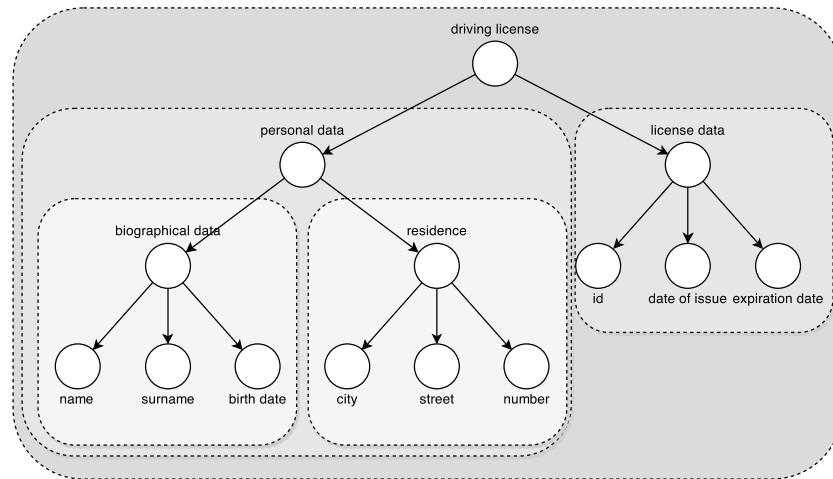 driving license
personal data
license data
biographical data
residence
id
date of issue
expiration date
name
surname
birth date
city
street
number